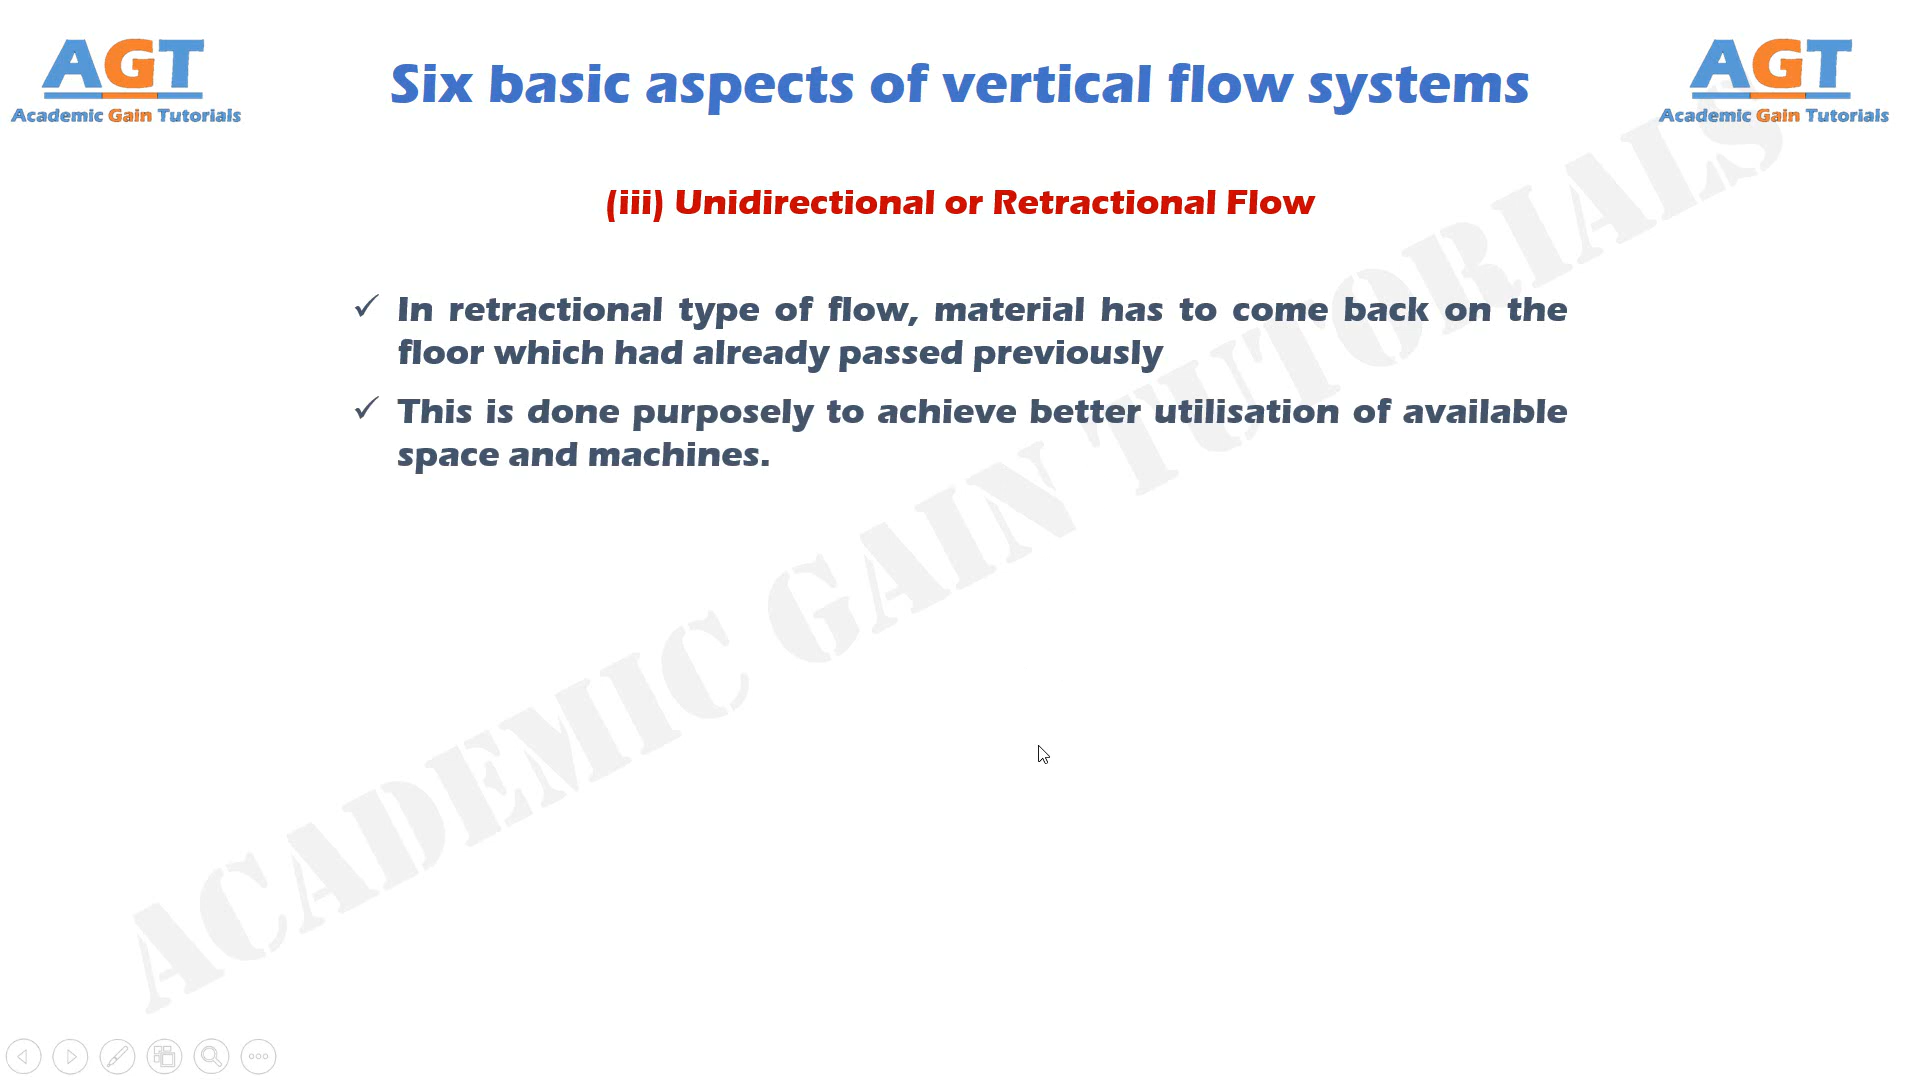 AGT
Academic Gain Tutorials
Six basic aspects of vertical flow systems
AGT
Academic Gain Tutorials
(iii) Unidirectional or Retractional Flow
✓ In retractional type of flow, material has to come back on the
floor which had already passed previously
✓ This is done purposely to achieve better utilisation of available
space and machines.
ACADEMIC GAIN TUTORIALS